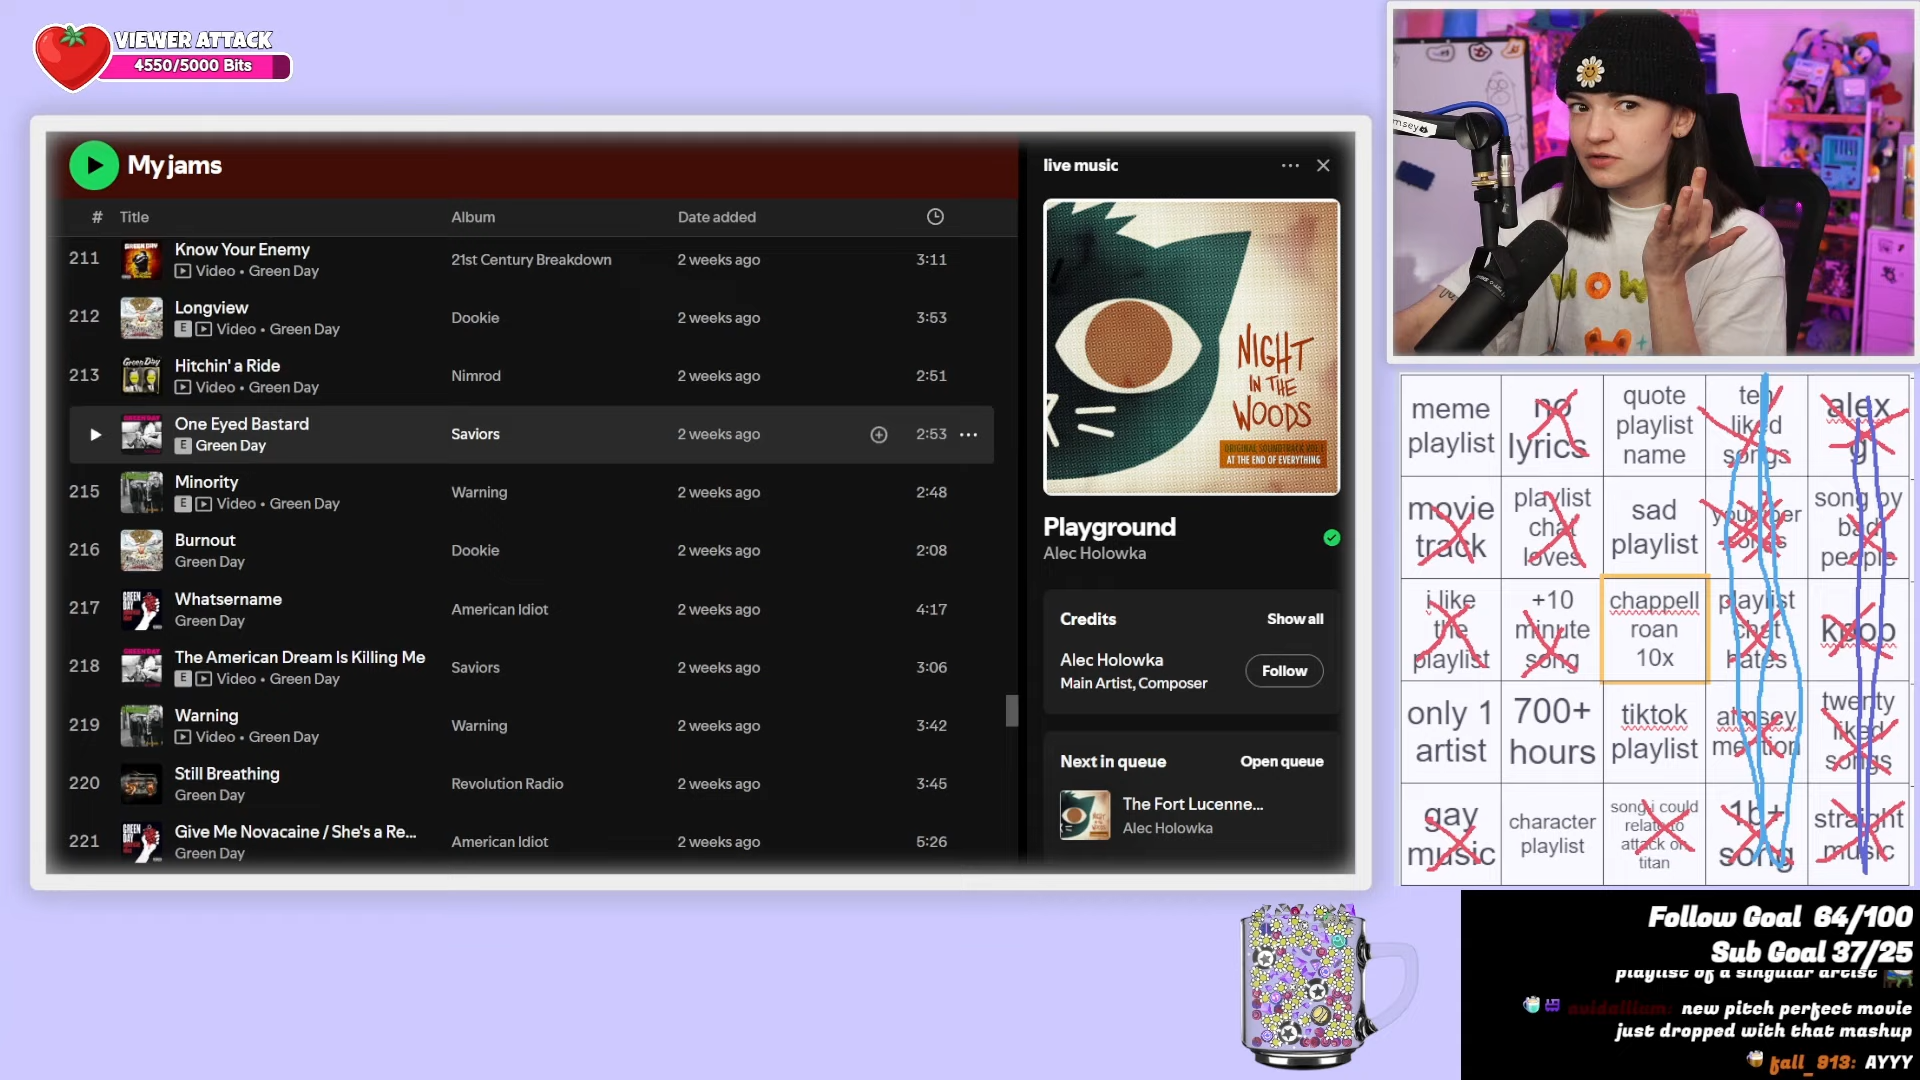 VIEWER ATTACK
4550/5000 Bits
My jams
# Title Album Date added
211 Know Your Enemy 21st Century Breakdown 2 weeks ago 3:11
Video • Green Day
212 Longview Dookie 2 weeks ago 3:53
E Video • Green Day
213 Hitchin' a Ride Nimrod 2 weeks ago 2:51
Video • Green Day
One Eyed Bastard Saviors 2 weeks ago 2:53
E Green Day
215 Minority Warning 2 weeks ago 2:48
E Video • Green Day
216 Burnout Dookie 2 weeks ago 2:08
Green Day
217 Whatsername American Idiot 2 weeks ago 4:17
Green Day
218 The American Dream Is Killing Me Saviors 2 weeks ago 3:06
E Video • Green Day
219 Warning Warning 2 weeks ago 3:42
Video • Green Day
220 Still Breathing Revolution Radio 2 weeks ago 3:45
Green Day
221 Give Me Novacaine / She's a Re... American Idiot 2 weeks ago 5:26
Green Day
live music
NIGHT
IN THE
WOODS
ORIGINAL SOUNDTRACK VOL. 1
AT THE END OF EVERYTHING
Playground
Alec Holowka
Credits Show all
Alec Holowka
Main Artist, Composer
Follow
Next in queue Open queue
The Fort Lucenne...
Alec Holowka
WOW
meme
playlist
no
lyrics
quote
playlist
name
ten
liked
songs
alex
g
movie
track
playlist
chat
loves
sad
playlist
song by
bad
people
i like
the
playlist
+10
minute
song
chappell
roan
10x
playlist
chat
hates
kpop
only 1
artist
700+
hours
tiktok
playlist
almsey
mention
twenty
liked
songs
gay
music
character
playlist
song i could
relate to
attack on
titan
1b+
song
straight
music
Follow Goal 64/100
Sub Goal 37/25
playlist of a singular artist
avidallium: new pitch perfect movie
just dropped with that mashup
fall_913: AYYY